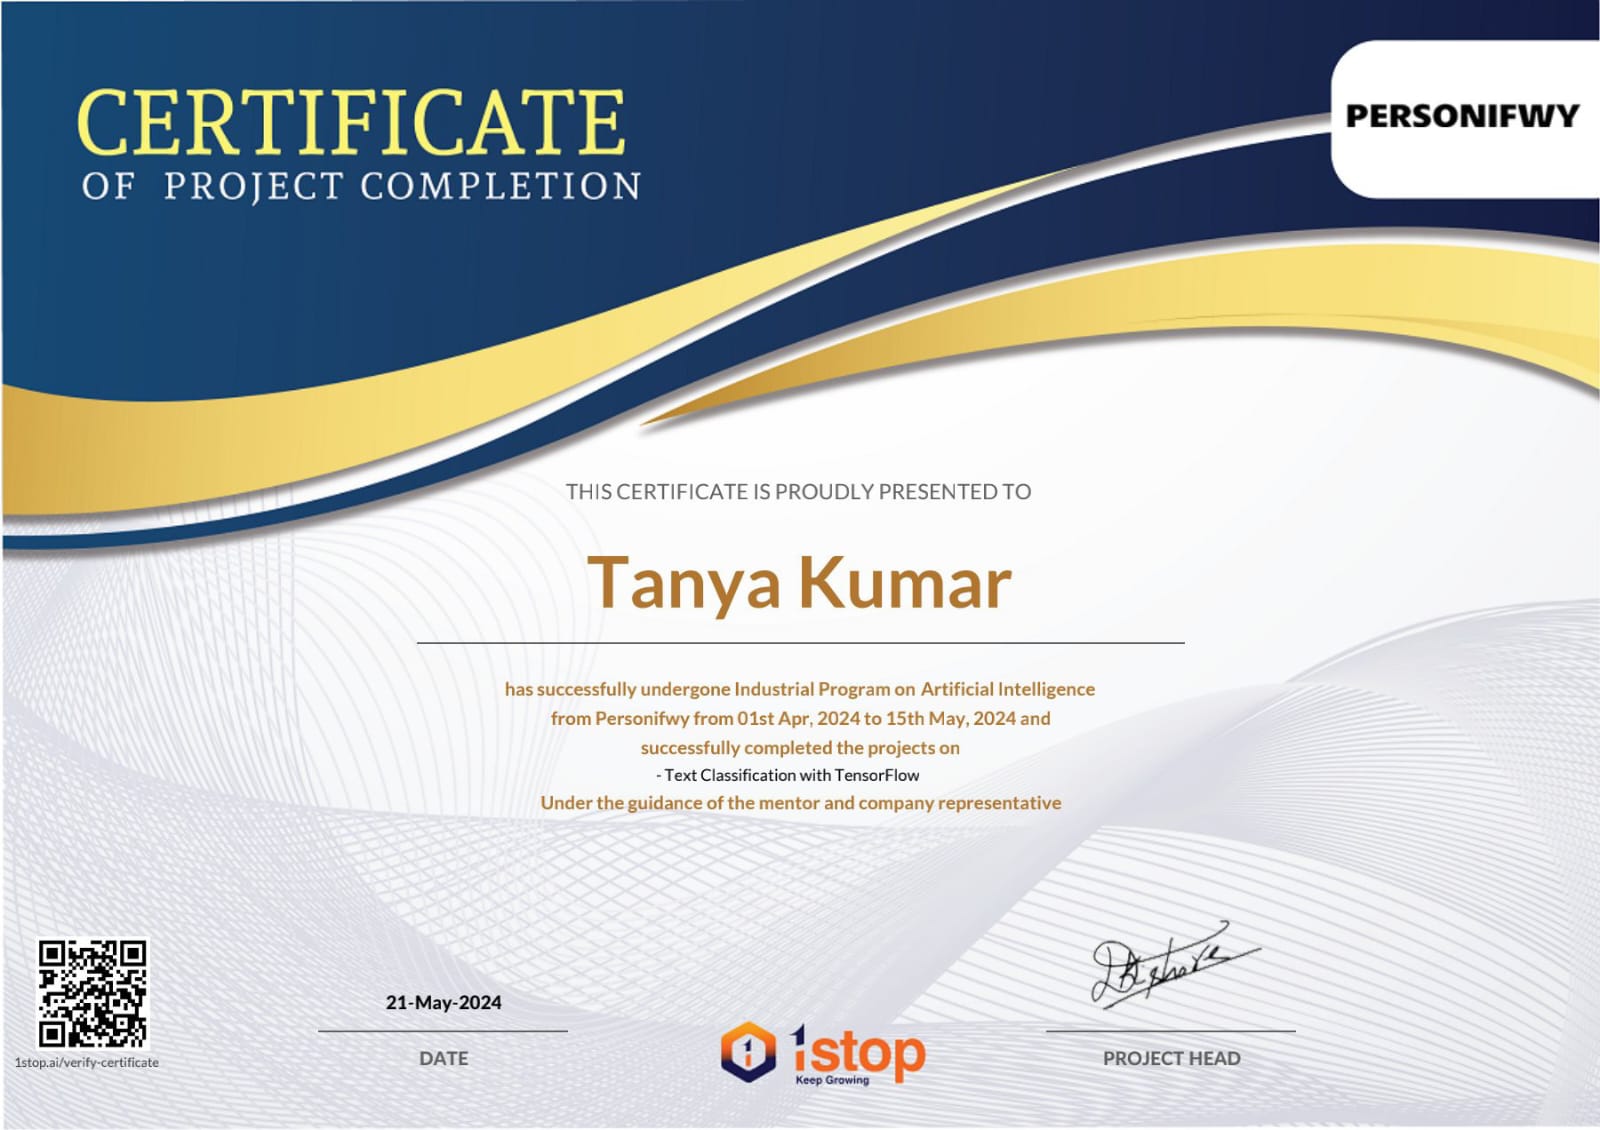 CERTIFICATE
OF PROJECT COMPLETION
PERSONIFWY
THIS CERTIFICATE IS PROUDLY PRESENTED TO
Tanya Kumar
has successfully undergone Industrial Program on Artificial Intelligence
from Personifwy from 01st Apr, 2024 to 15th May, 2024 and
successfully completed the projects on
- Text Classification with TensorFlow
Under the guidance of the mentor and company representative
21-May-2024
DATE
1stop.ai/verify-certificate
1stop
Keep Growing
PROJECT HEAD